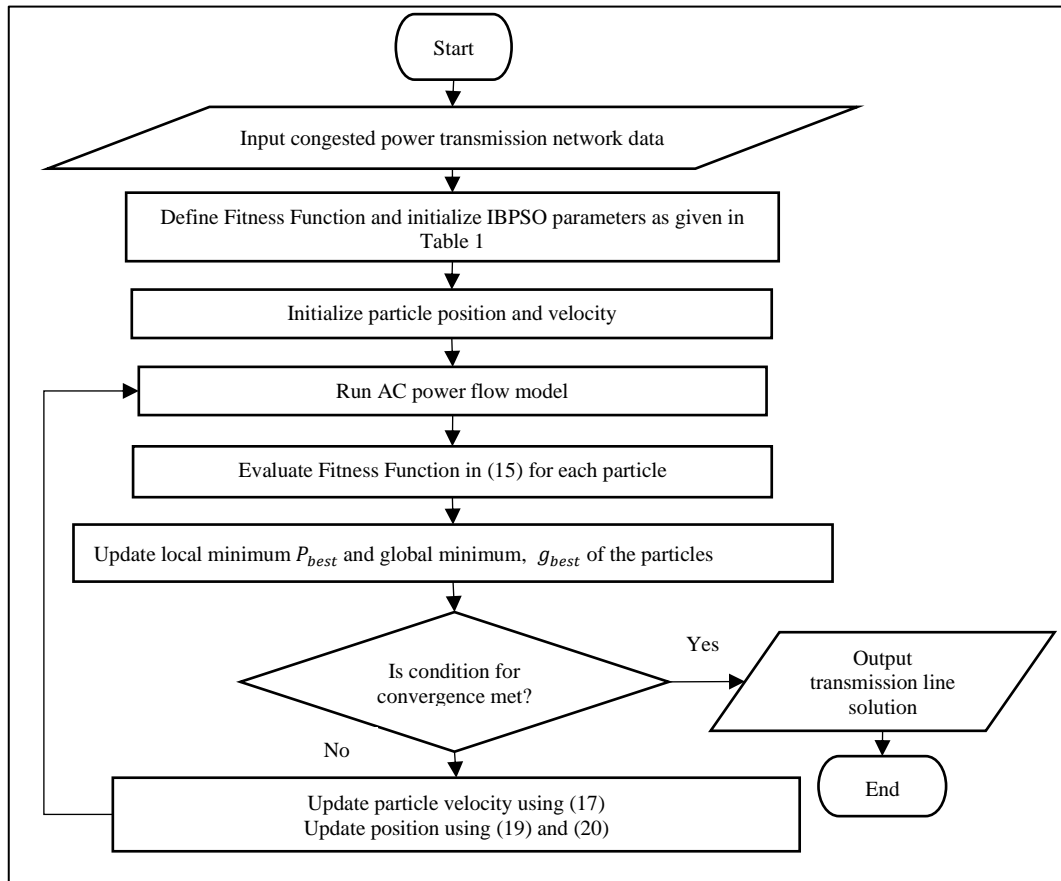 Start
Input congested power transmission network data
Define Fitness Function and initialize IBPSO parameters as given in
Table 1
Initialize particle position and velocity
Run AC power flow model
Evaluate Fitness Function in (15) for each particle
Update local minimum P_best and global minimum, g_best of the particles
Is condition for
convergence met?
Yes
Output
transmission line
solution
No
End
Update particle velocity using (17)
Update position using (19) and (20)